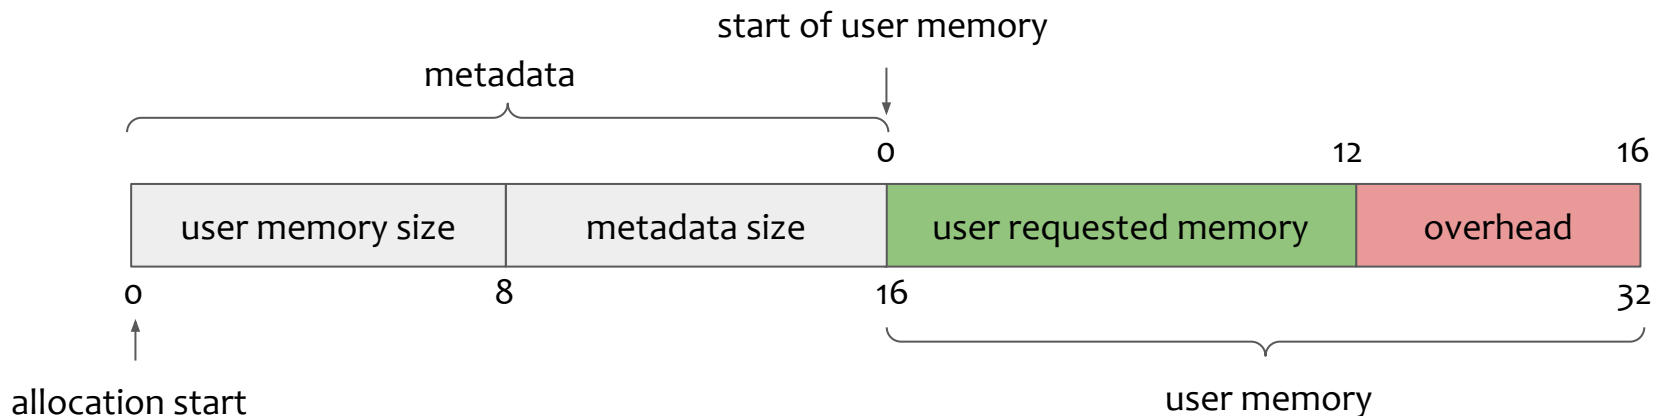 start of user memory
metadata
0 12 16
user memory size metadata size user requested memory overhead
0 8 16 32
allocation start
user memory